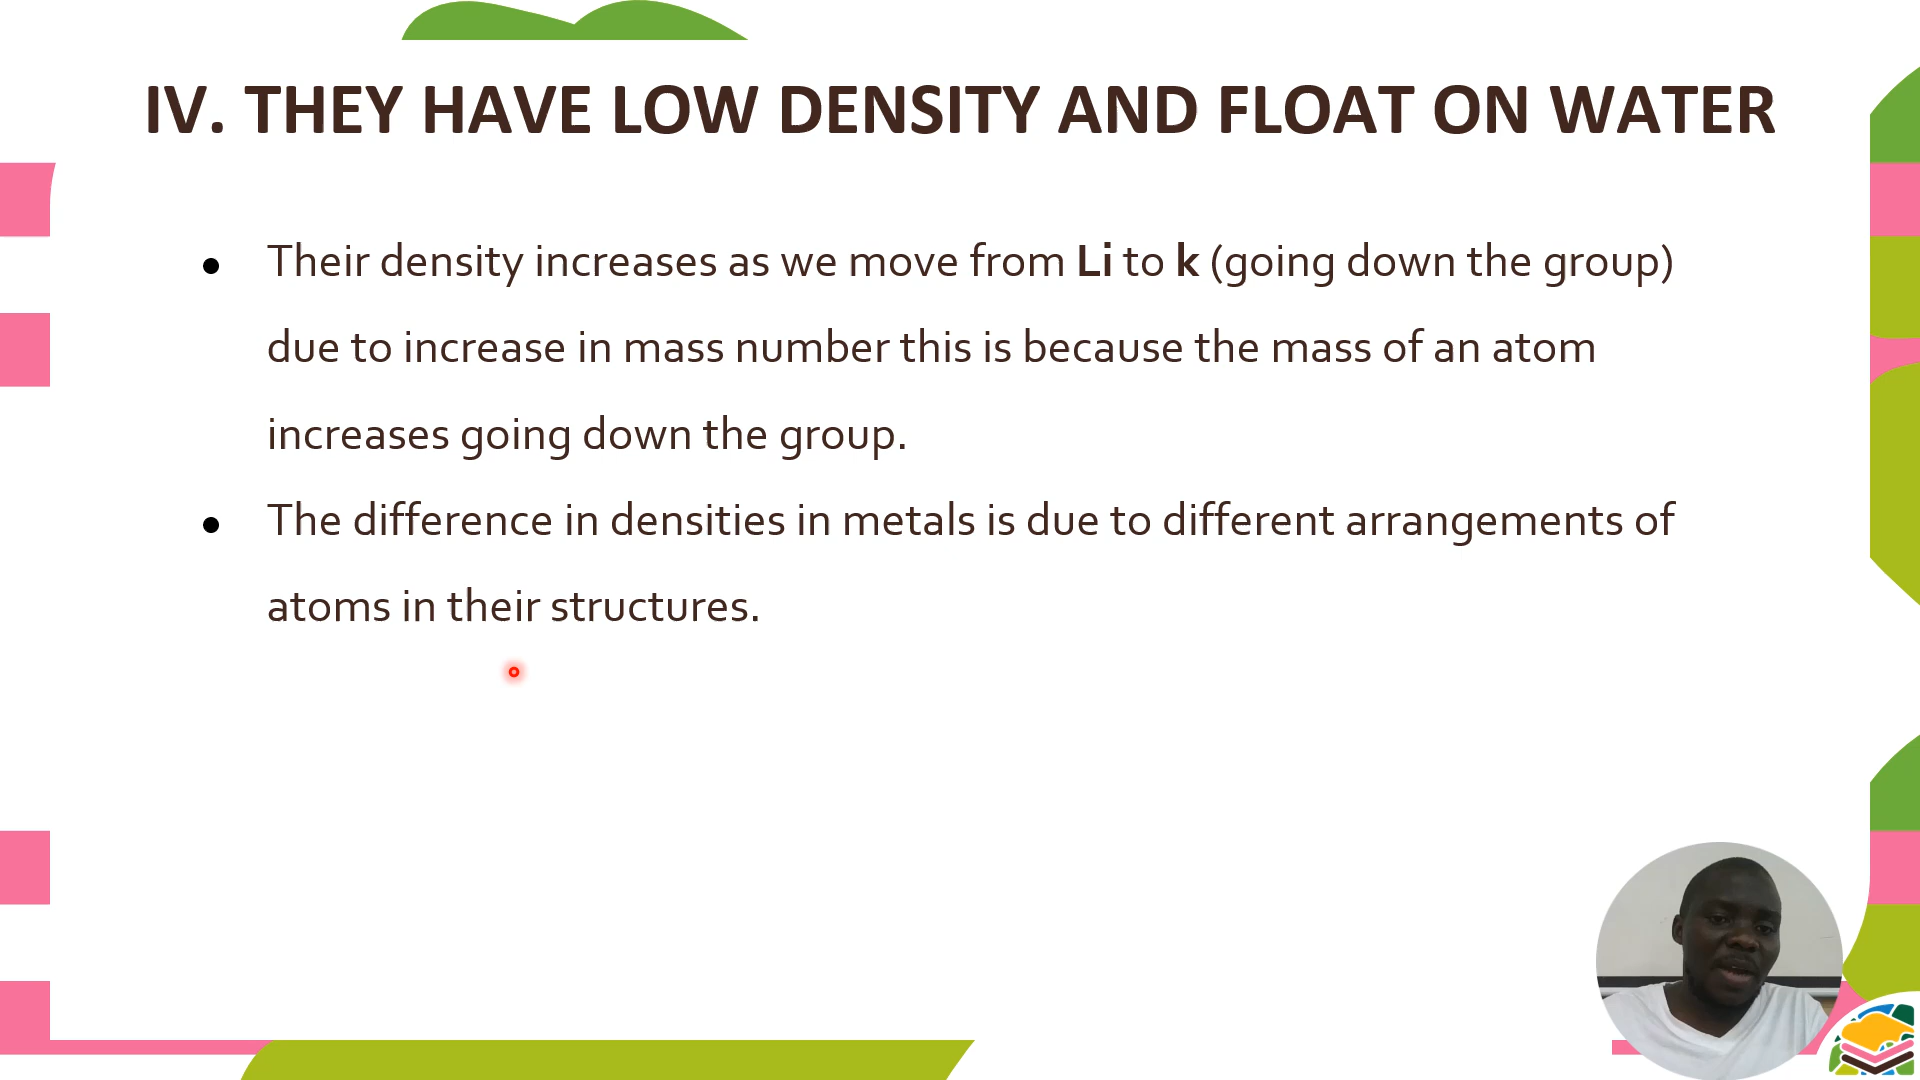 IV. THEY HAVE LOW DENSITY AND FLOAT ON WATER
● Their density increases as we move from Li to k (going down the group)
due to increase in mass number this is because the mass of an atom
increases going down the group.
● The difference in densities in metals is due to different arrangements of
atoms in their structures.